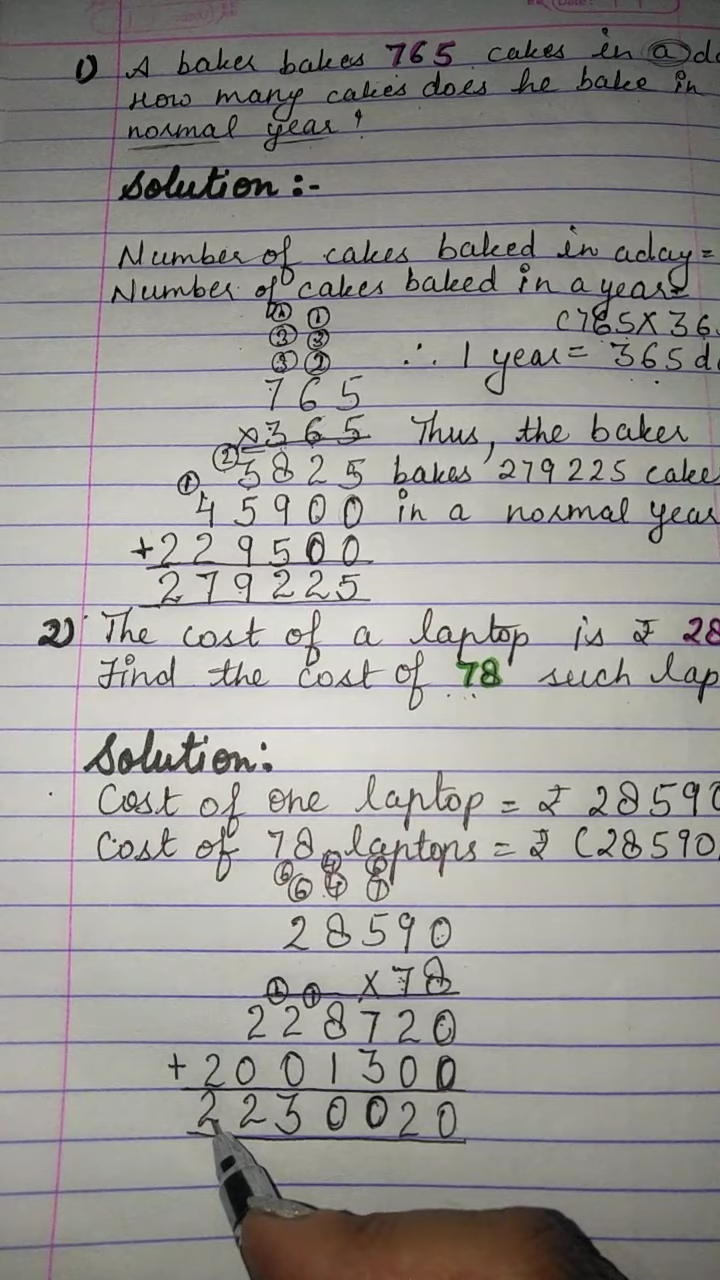 1) A baker bakes 765 cakes in a
How many cakes does he bake in
normal year?
Solution :-
Number of cakes baked in a day =
Number of cakes baked in a year =
(765 X 36
∴ 1 year = 365 d
765
x365
3825
45900
+229500
279225
Thus, the baker
bakes 279225 cake
in a normal year
2) The cost of a laptop is ₹ 28
Find the cost of 78 such lap
Solution:
Cost of one laptop = ₹ 28590
Cost of 78 laptops = ₹ (28590
28590
x78
228720
+2001300
2230020